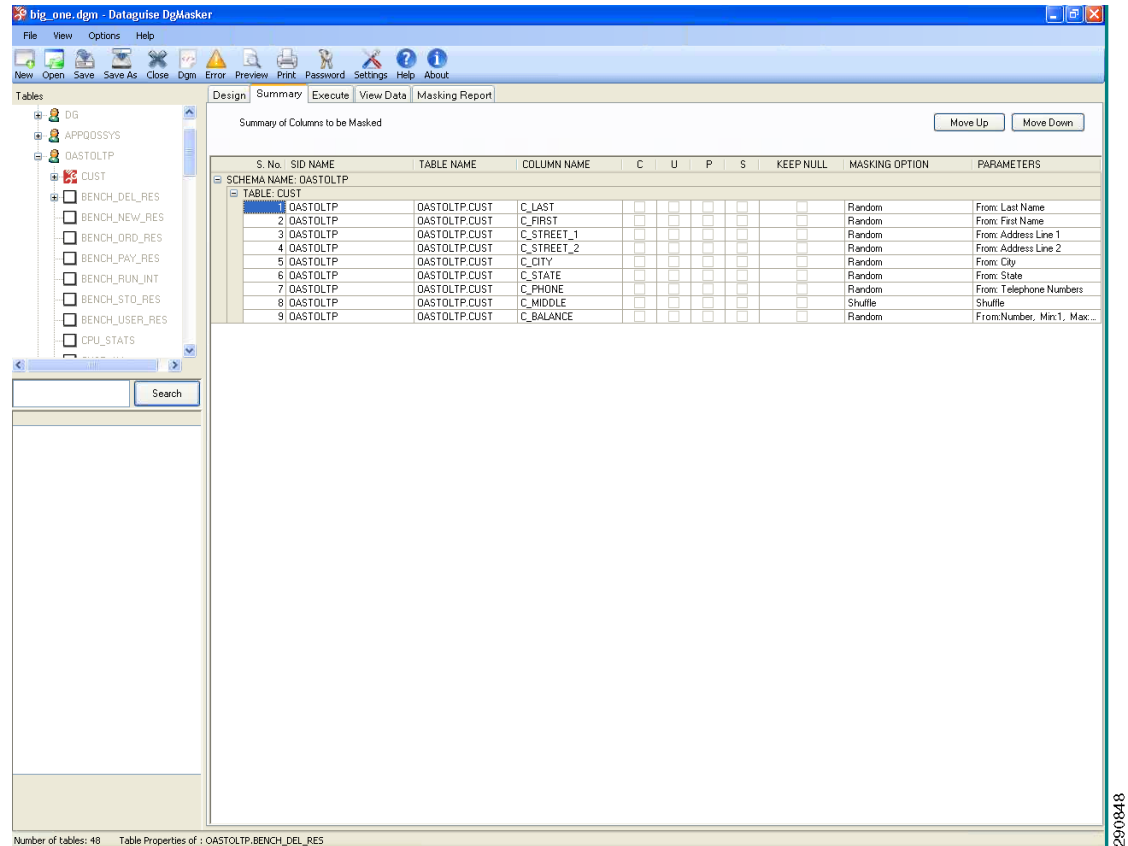 big_one.dgm - Dataguise DgMasker
File View Options Help
New Open Save Save As Close Dgm Error Preview Print Password Settings Help About
Tables
DG
APPQOSSYS
OASTOLTP
CUST
BENCH_DEL_RES
BENCH_NEW_RES
BENCH_ORD_RES
BENCH_PAY_RES
BENCH_RUN_INT
BENCH_STO_RES
BENCH_USER_RES
CPU_STATS
Search
Design Summary Execute View Data Masking Report
Summary of Columns to be Masked
Move Up Move Down
S. No. SID NAME TABLE NAME COLUMN NAME C U P S KEEP NULL MASKING OPTION PARAMETERS
SCHEMA NAME: OASTOLTP
TABLE: CUST
1 OASTOLTP OASTOLTP.CUST C_LAST Random From: Last Name
2 OASTOLTP OASTOLTP.CUST C_FIRST Random From: First Name
3 OASTOLTP OASTOLTP.CUST C_STREET_1 Random From: Address Line 1
4 OASTOLTP OASTOLTP.CUST C_STREET_2 Random From: Address Line 2
5 OASTOLTP OASTOLTP.CUST C_CITY Random From: City
6 OASTOLTP OASTOLTP.CUST C_STATE Random From: State
7 OASTOLTP OASTOLTP.CUST C_PHONE Random From: Telephone Numbers
8 OASTOLTP OASTOLTP.CUST C_MIDDLE Shuffle Shuffle
9 OASTOLTP OASTOLTP.CUST C_BALANCE Random From:Number, Min:1, Max:...
Number of tables: 48 Table Properties of : OASTOLTP.BENCH_DEL_RES
290848